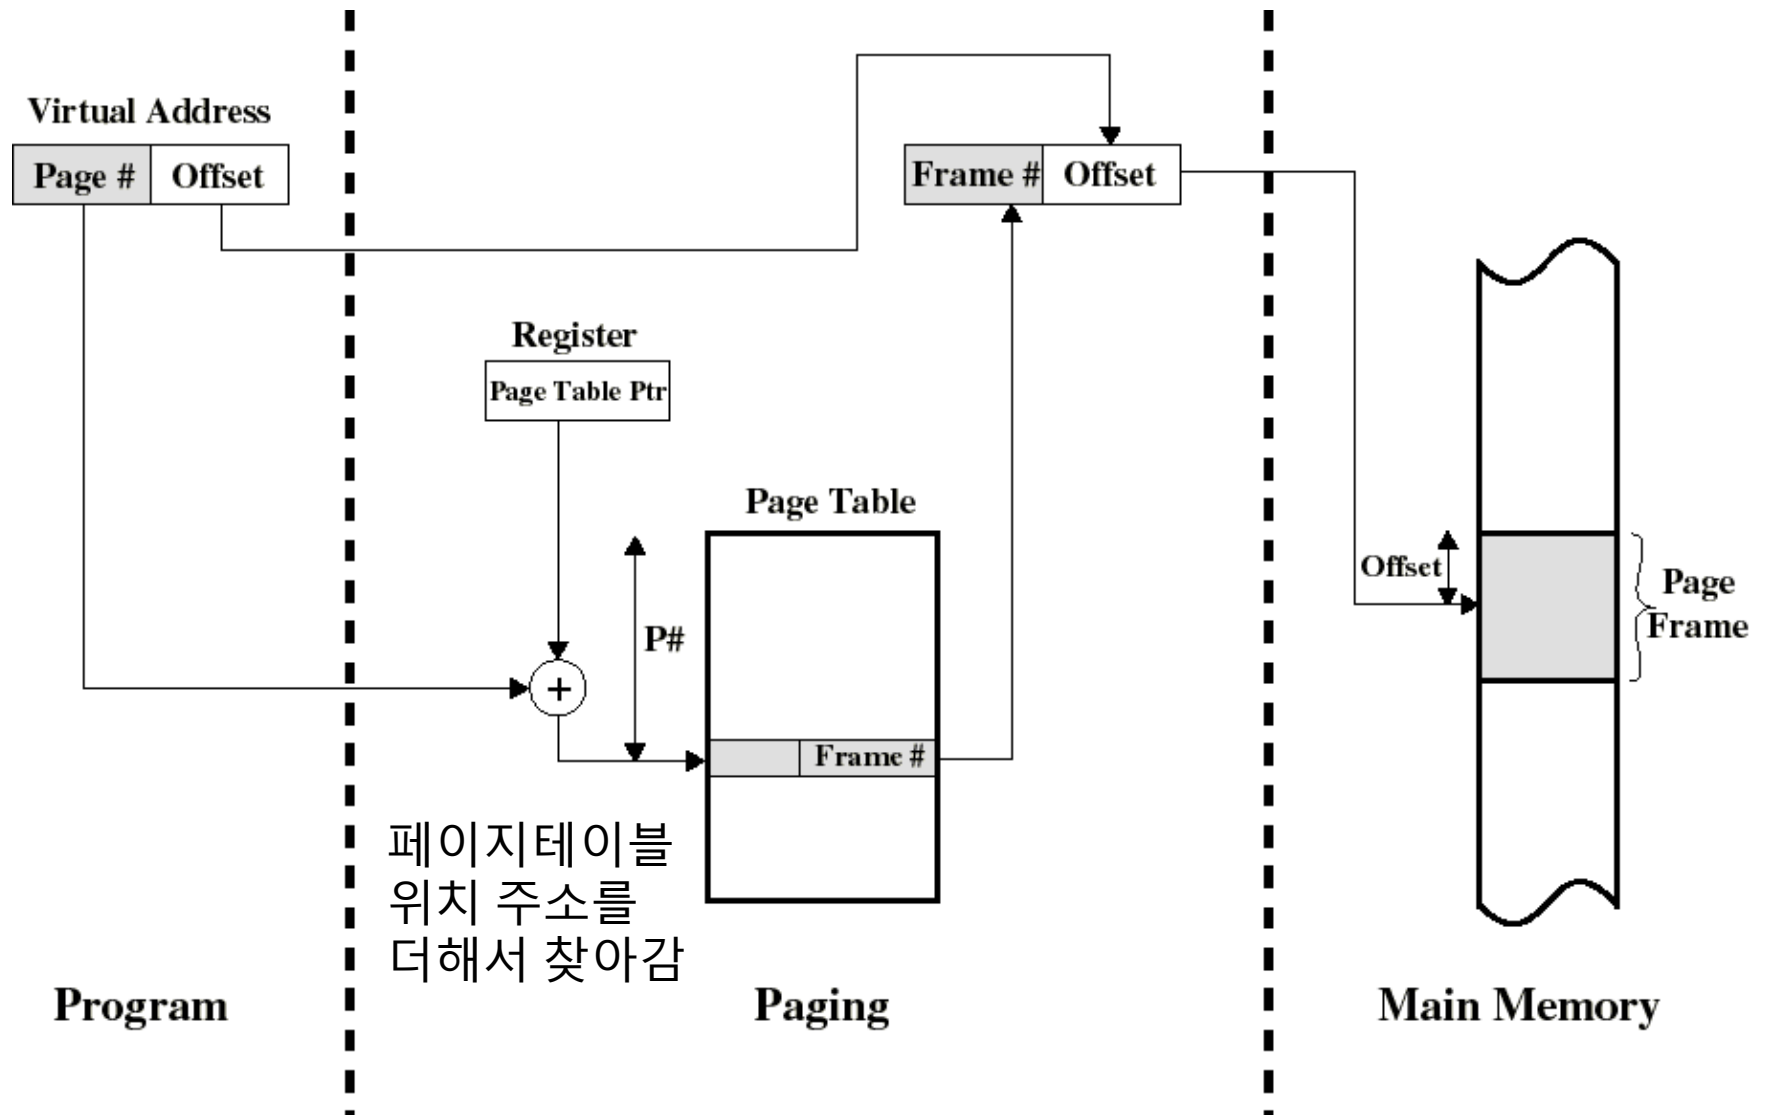 Virtual Address
Page # Offset
Frame # Offset
Register
Page Table Ptr
Page Table
P#
Frame #
Offset
Page
Frame
+
페이지테이블
위치 주소를
더해서 찾아감
Program
Paging
Main Memory